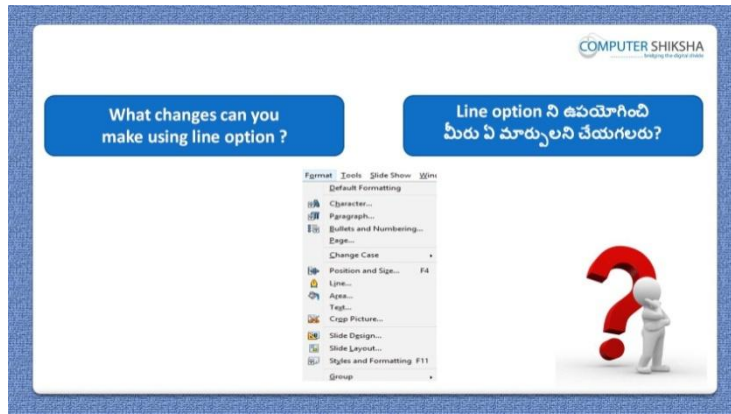 COMPUTER SHIKSHA
bridging the digital divide
What changes can you
make using line option ?
Line option ని ఉపయోగించి
మీరు ఏ మార్పులని చేయగలరు?
Format Tools Slide Show Wind
Default Formatting
Character...
Paragraph...
Bullets and Numbering...
Page...
Change Case
Position and Size... F4
Line...
Area...
Text...
Crop Picture...
Slide Design...
Slide Layout...
Styles and Formatting F11
Group